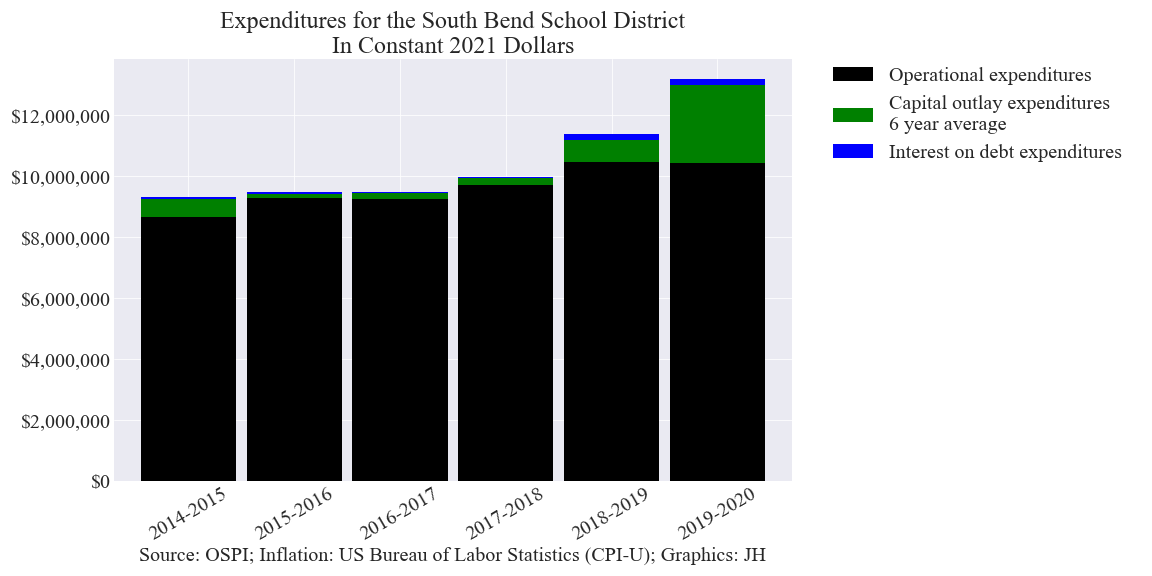 Expenditures for the South Bend School District
In Constant 2021 Dollars
$12,000,000
$10,000,000
$8,000,000
$6,000,000
$4,000,000
$2,000,000
$0
2014-2015
2015-2016
2016-2017
2017-2018
2018-2019
2019-2020
Source: OSPI; Inflation: US Bureau of Labor Statistics (CPI-U); Graphics: JH
Operational expenditures
Capital outlay expenditures
6 year average
Interest on debt expenditures